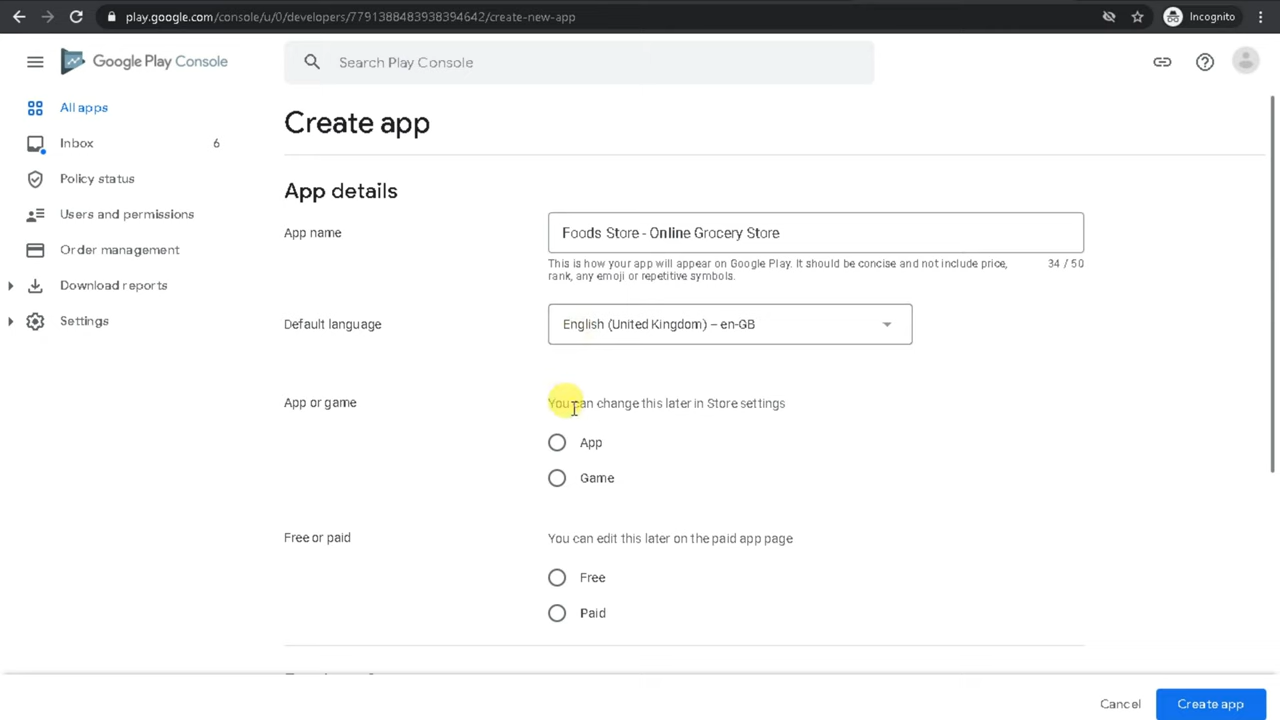 play.google.com/console/u/0/developers/7791388483938394642/create-new-app
Incognito
Google Play Console
Search Play Console
All apps
Inbox 6
Policy status
Users and permissions
Order management
Download reports
Settings
Create app
App details
App name
Foods Store - Online Grocery Store
This is how your app will appear on Google Play. It should be concise and not include price, 34 / 50
rank, any emoji or repetitive symbols.
Default language
English (United Kingdom) – en-GB
App or game
You can change this later in Store settings
App
Game
Free or paid
You can edit this later on the paid app page
Free
Paid
Cancel
Create app